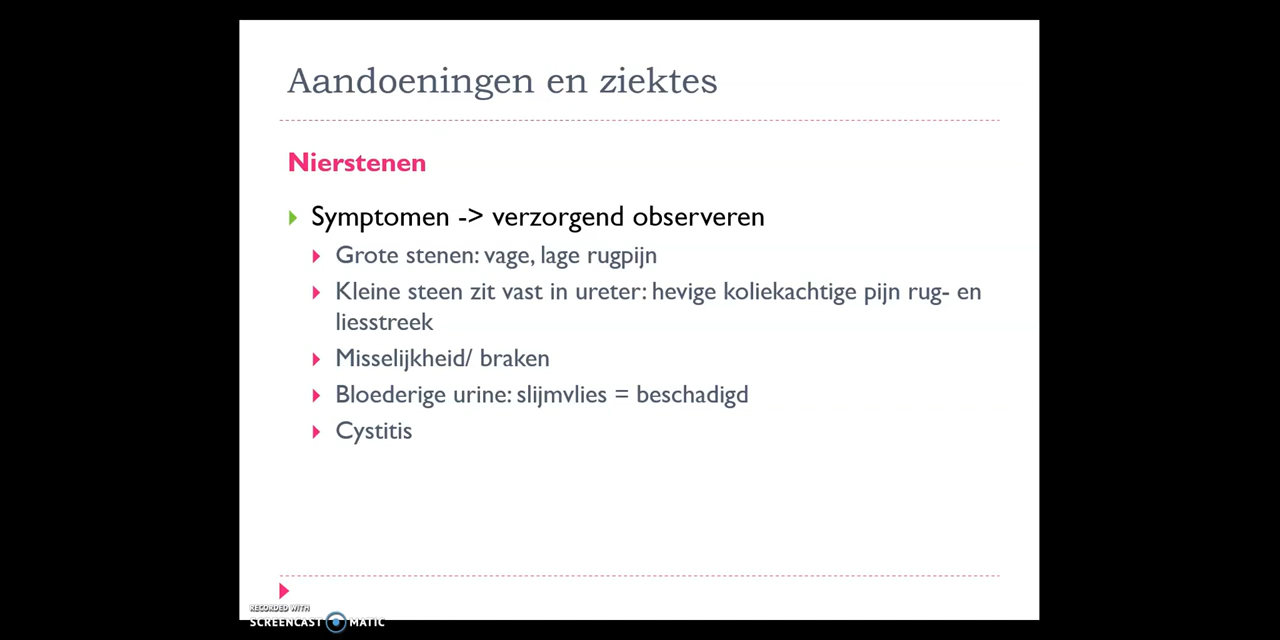 Aandoeningen en ziektes
Nierstenen
Symptomen -> verzorgend observeren
Grote stenen: vage, lage rugpijn
Kleine steen zit vast in ureter: hevige koliekachtige pijn rug- en
liesstreek
Misselijkheid/ braken
Bloederige urine: slijmvlies = beschadigd
Cystitis
RECORDED WITH
SCREENCAST MATIC